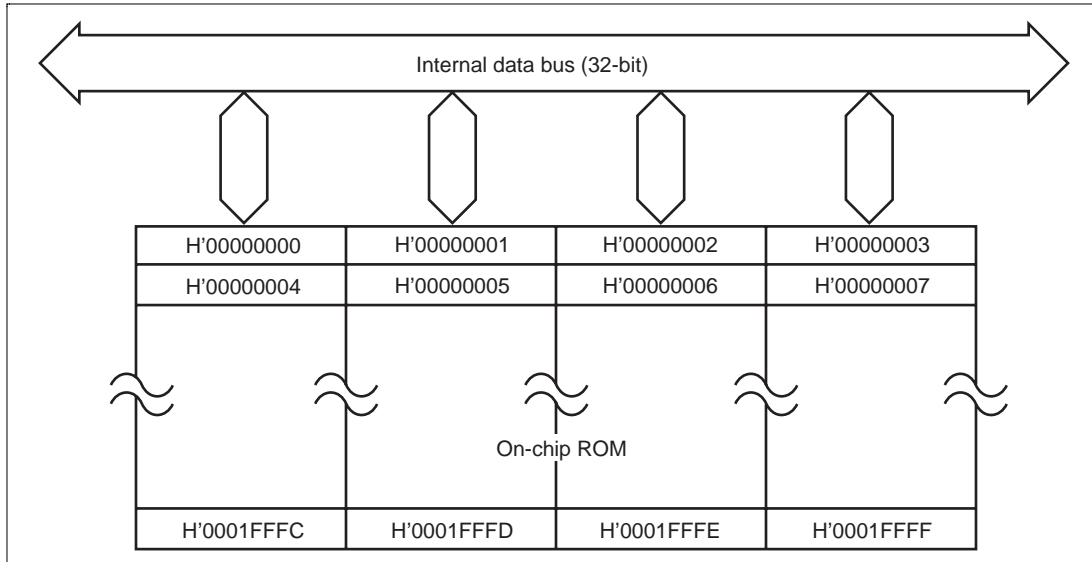 Internal data bus (32-bit)
H'00000000 H'00000001 H'00000002 H'00000003
H'00000004 H'00000005 H'00000006 H'00000007
On-chip ROM
H'0001FFFC H'0001FFFD H'0001FFFE H'0001FFFF